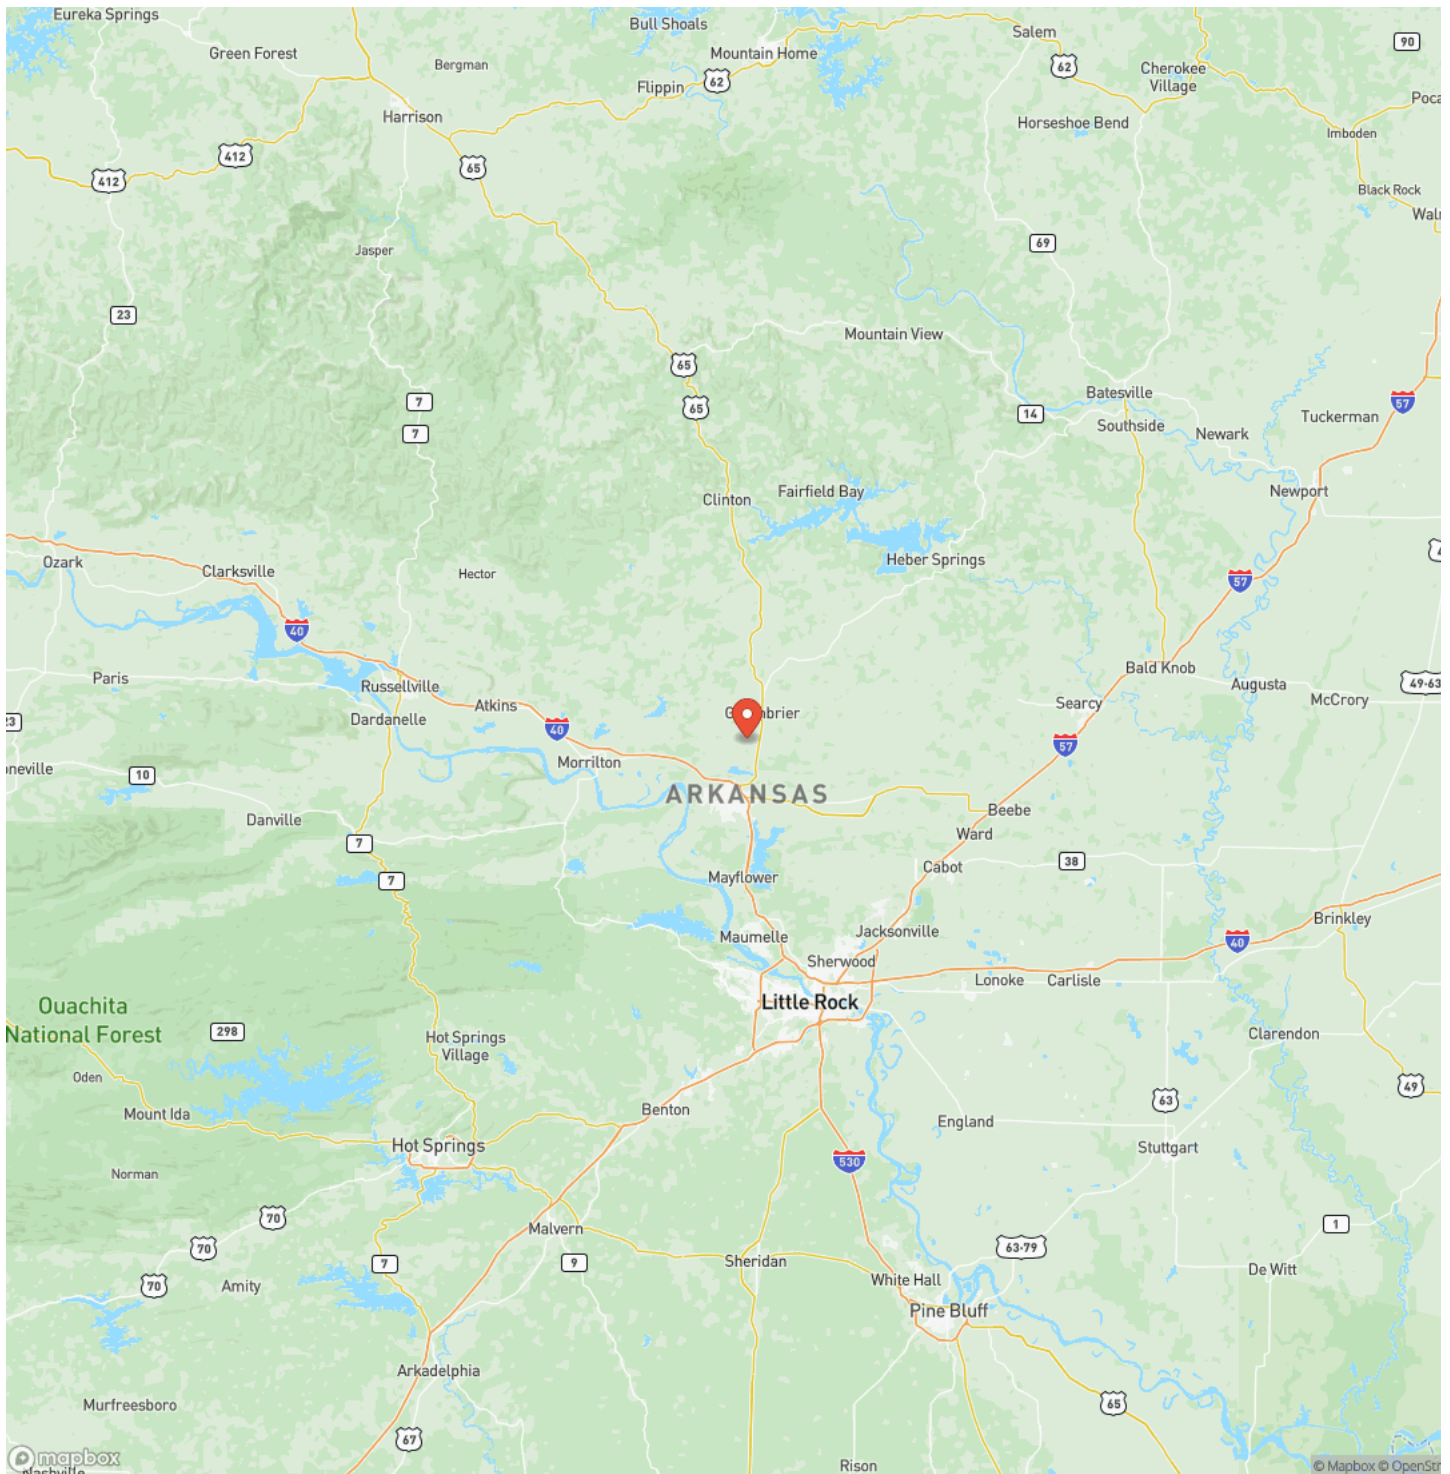 Eureka Springs
Bull Shoals
Salem
90
Green Forest
Mountain Home
62
Bergman
Cherokee
Village
Flippin
62
Harrison
Horseshoe Bend
Imboden
412
412
65
Black Rock
Jasper
69
23
Mountain View
65
7
65
Batesville
57
14
Tuckerman
7
Southside
Newark
Clinton
Fairfield Bay
Newport
Ozark
Clarksville
Hector
Heber Springs
57
40
Paris
Russellville
Bald Knob
Augusta
49-63
McCrory
Atkins
Searcy
Dardanelle
40
57
Morrilton
10
ARKANSAS
Beebe
Danville
Ward
7
38
Cabot
Mayflower
7
Brinkley
Maumelle
Jacksonville
40
Sherwood
Lonoke
Carlisle
Little Rock
Ouachita
National Forest
298
Hot Springs
Village
Clarendon
Oden
49
Mount Ida
Benton
63
England
Hot Springs
Stuttgart
530
Norman
70
Malvern
1
70
63-79
7
9
Sheridan
De Witt
70
Amity
White Hall
Pine Bluff
Arkadelphia
Murfreesboro
65
67
mapbox
Rison
© Mapbox © OpenStr